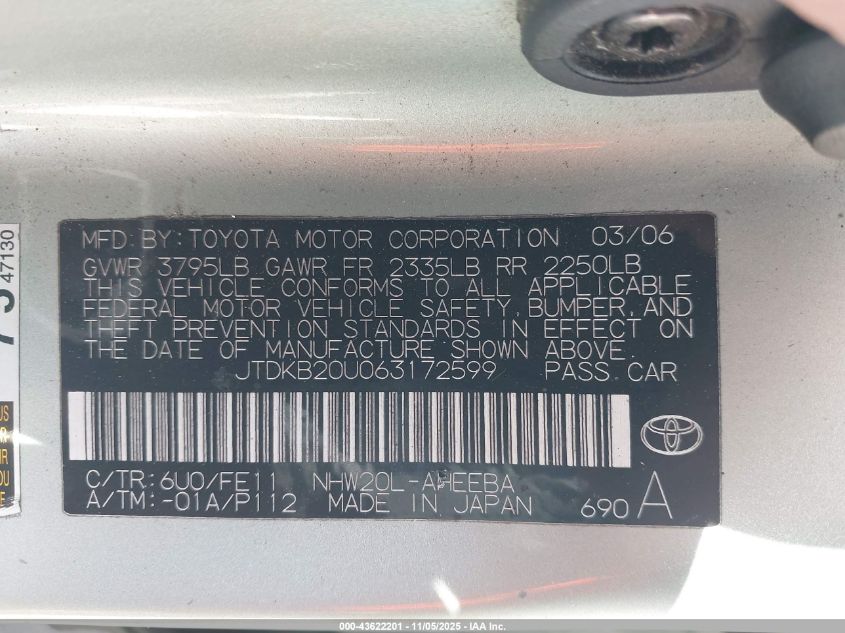 MFD. BY: TOYOTA MOTOR CORPORATION 03/06
GVWR 3795LB GAWR FR 2335LB RR 2250LB
THIS VEHICLE CONFORMS TO ALL APPLICABLE
FEDERAL MOTOR VEHICLE SAFETY, BUMPER, AND
THEFT PREVENTION STANDARDS IN EFFECT ON
THE DATE OF MANUFACTURE SHOWN ABOVE.
JTDKB20U063172599 PASS. CAR
C/TR: 6U0/FE11 NHW20L-AHEEBA
A/TM: -01A/P112 MADE IN JAPAN 690 A
47130
US
R
IR
OU
E
000-43622201 - 11/05/2025 - IAA Inc.